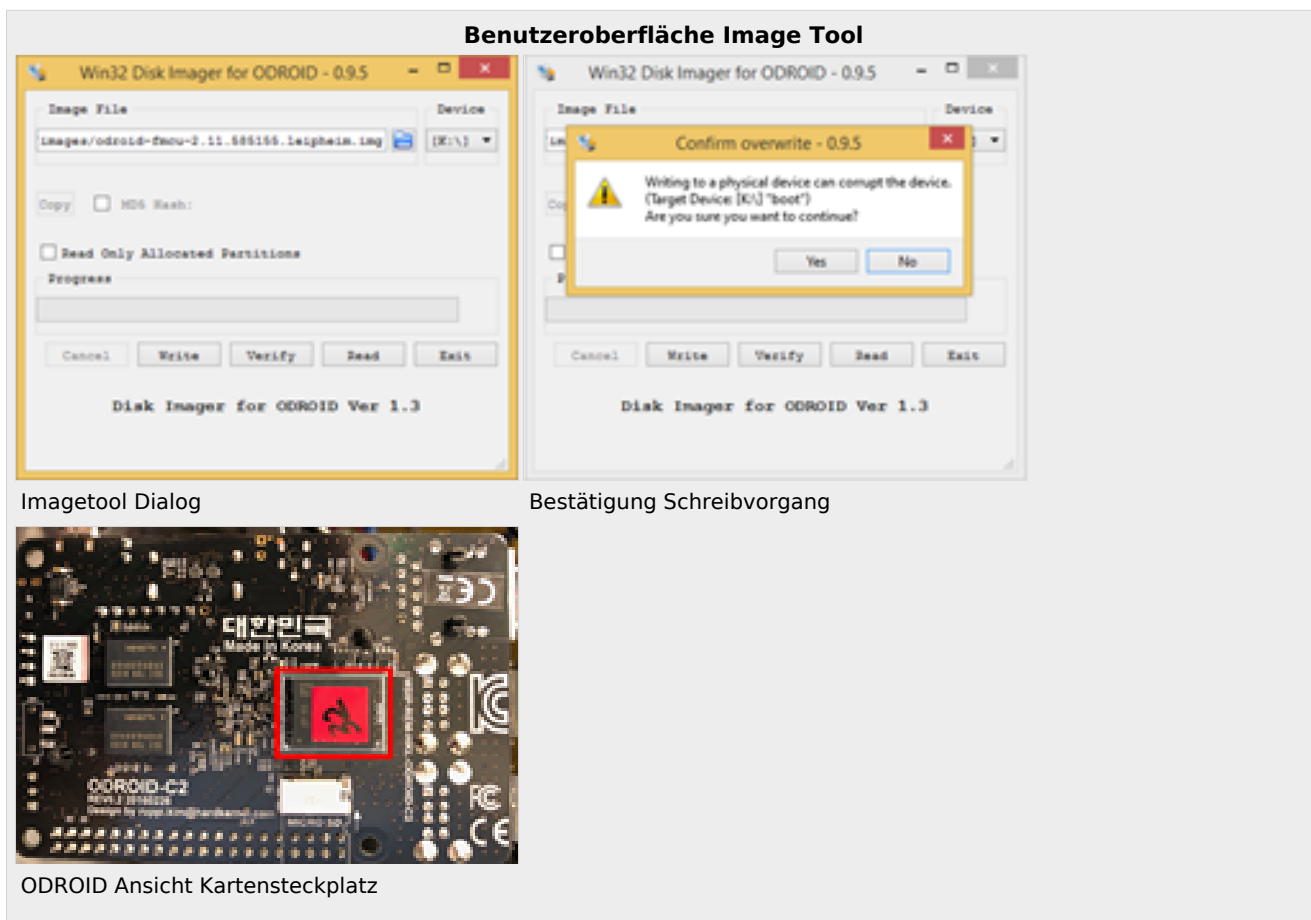 Benutzeroberfläche Image Tool
Win32 Disk Imager for ODROID - 0.9.5
Image File
Device
images/odroid-fmcu-2.11.585155.leipheim.img
[K:\]
Copy
MD5 Hash:
Read Only Allocated Partitions
Progress
Cancel
Write
Verify
Read
Exit
Disk Imager for ODROID Ver 1.3
Win32 Disk Imager for ODROID - 0.9.5
Image File
Device
Confirm overwrite - 0.9.5
Writing to a physical device can corrupt the device.
(Target Device: [K:\] "boot")
Are you sure you want to continue?
Yes
No
Cancel
Write
Verify
Read
Exit
Disk Imager for ODROID Ver 1.3
Imagetool Dialog
Bestätigung Schreibvorgang
대한민국
Made in Korea
CE
ODROID-C2
MICRO SD
FC
CE
ODROID Ansicht Kartensteckplatz